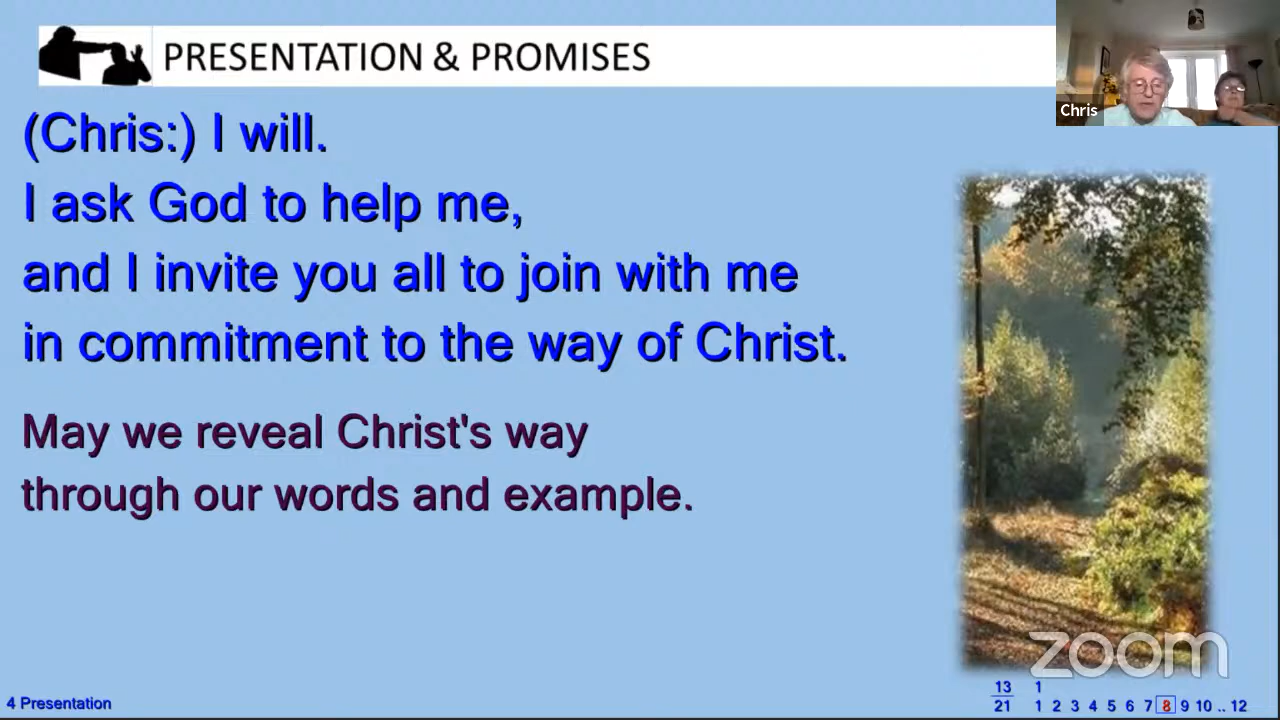 PRESENTATION & PROMISES
Chris
(Chris:) I will.
I ask God to help me,
and I invite you all to join with me
in commitment to the way of Christ.
May we reveal Christ's way
through our words and example.
zoom
4 Presentation
13 1
21 1 2 3 4 5 6 7 8 9 10 .. 12